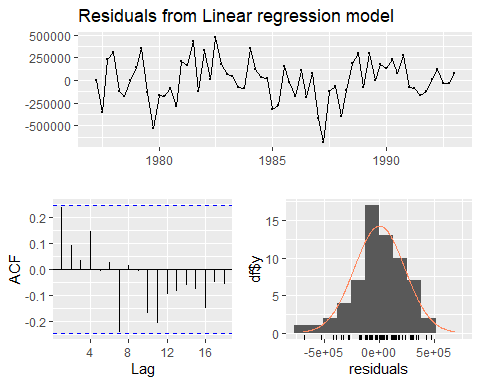 Residuals from Linear regression model
500000
250000
0
-250000
-500000
1980 1985 1990
ACF
0.2
0.1
0.0
-0.1
-0.2
4 8 12 16
Lag
df$y
15
10
5
0
-5e+05 0e+00 5e+05
residuals